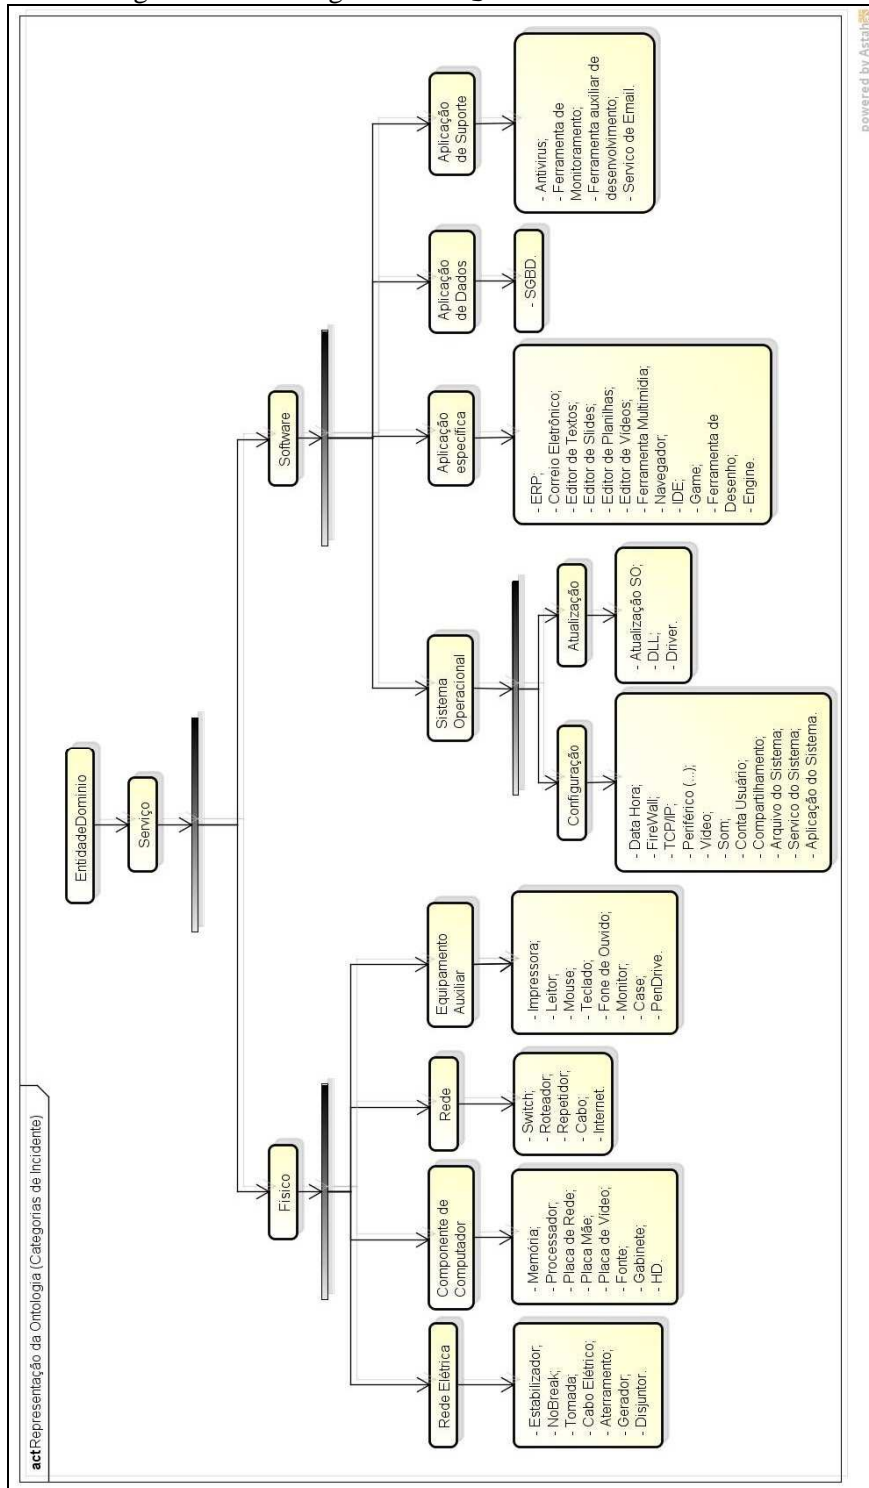 act Representação da Ontologia (Categorias de Incidente)
EntidadeDominio
Serviço
Físico
Software
Rede Elétrica
Componente de
Computador
Rede
Equipamento
Auxiliar
Sistema
Operacional
Aplicação
especifica
Aplicação
de Dados
Aplicação
de Suporte
- Estabilizador;
- NoBreak;
- Tomada;
- Cabo Elétrico;
- Aterramento;
- Gerador;
- Disjuntor.
- Memória;
- Processador;
- Placa de Rede;
- Placa Mãe;
- Placa de Vídeo;
- Fonte;
- Gabinete;
- HD.
- Switch;
- Roteador;
- Repetidor;
- Cabo;
- Internet.
- Impressora;
- Leitor;
- Mouse;
- Teclado;
- Fone de Ouvido;
- Monitor;
- Case;
- PenDrive.
Configuração
Atualização
- Data Hora;
- FireWall;
- TCP/IP;
- Periférico (...);
- Vídeo;
- Som;
- Conta Usuário;
- Compartilhamento;
- Arquivo do Sistema;
- Servico do Sistema;
- Aplicação do Sistema.
- Atualização SO;
- DLL;
- Driver.
- ERP;
- Correio Eletrônico;
- Editor de Textos;
- Editor de Slides;
- Editor de Planilhas;
- Editor de Vídeos;
- Ferramenta Multimídia;
- Navegador;
- IDE;
- Game;
- Ferramenta de
Desenho;
- Engine.
- SGBD.
- Antivirus;
- Ferramenta de
Monitoramento;
- Ferramenta auxiliar de
desenvolvimento;
- Servico de Email.
powered by Astah